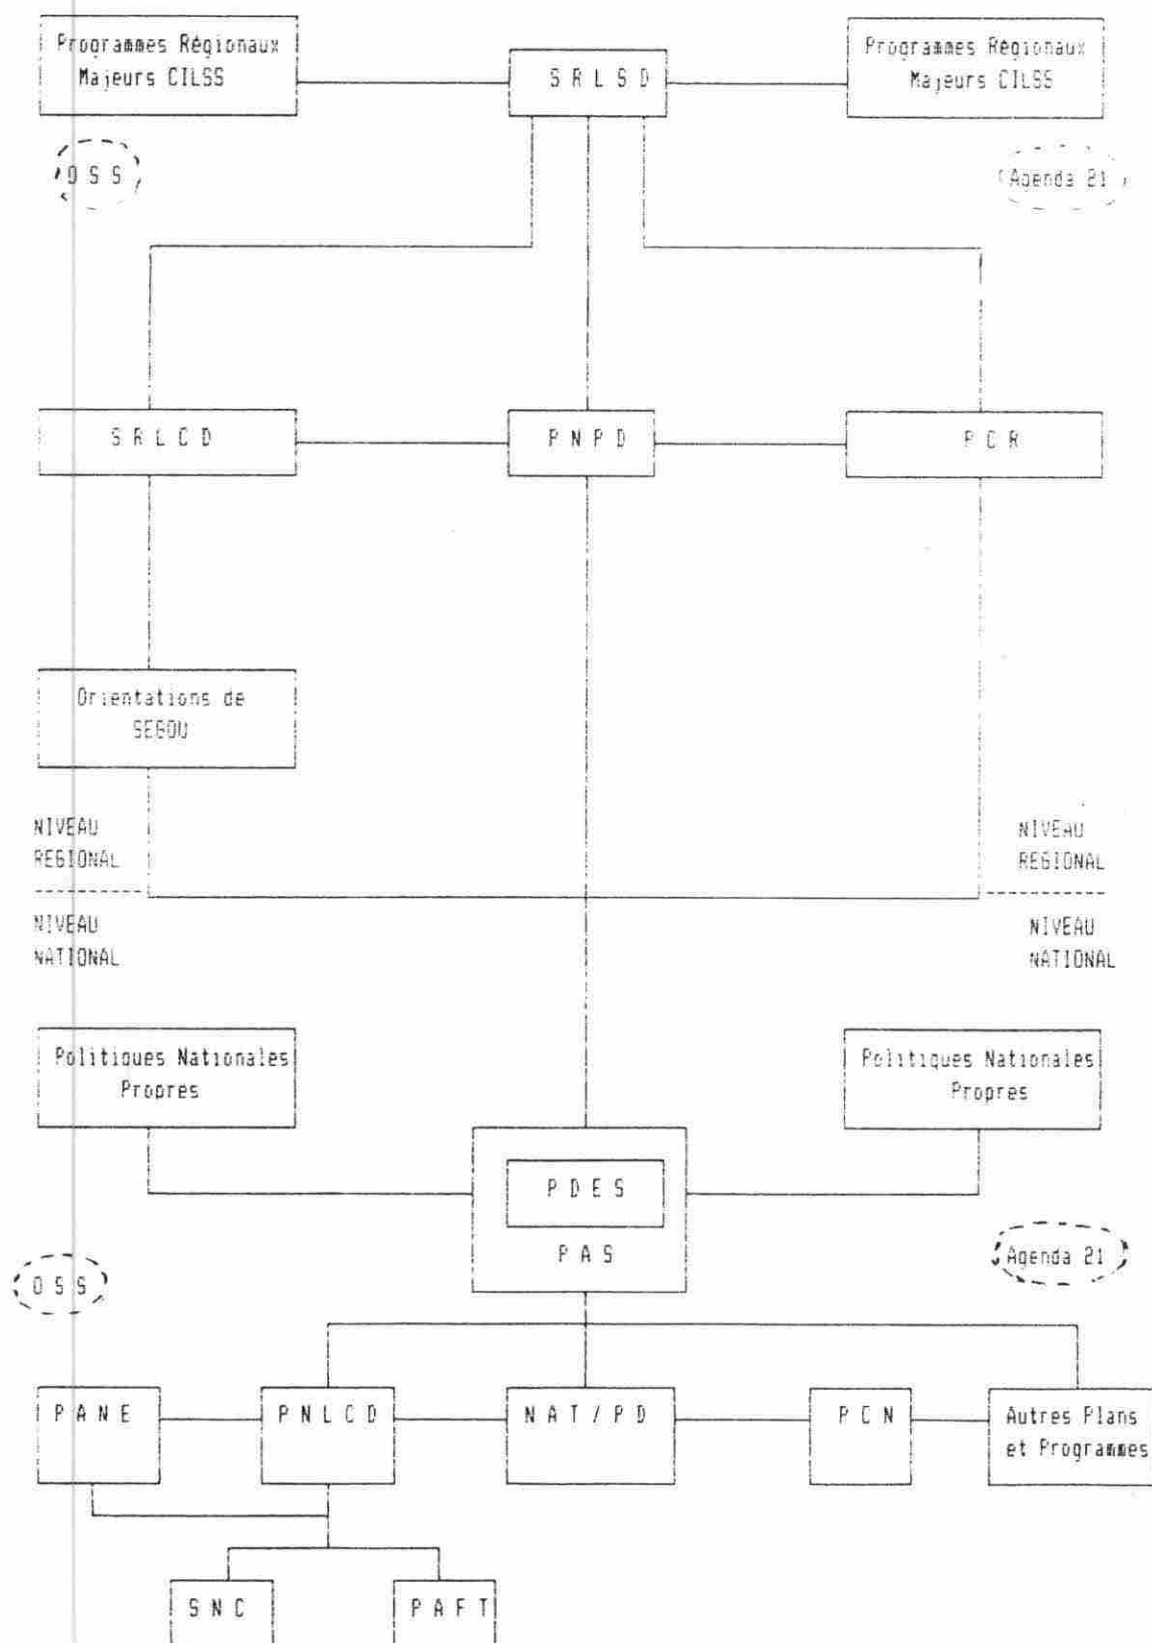 Programmes Régionaux
Majeurs CILSS
S R L S D
Programmes Régionaux
Majeurs CILSS
O S S
Agenda 21
S R L C D
P N P D
P C R
Orientations de
SEGOU
NIVEAU
REGIONAL
NIVEAU
REGIONAL
NIVEAU
NATIONAL
NIVEAU
NATIONAL
Politiques Nationales
Propres
Politiques Nationales
Propres
P D E S
P A S
O S S
Agenda 21
P A N E
P N L C D
N A T / P D
P C N
Autres Plans
et Programmes
S N C
P A F T